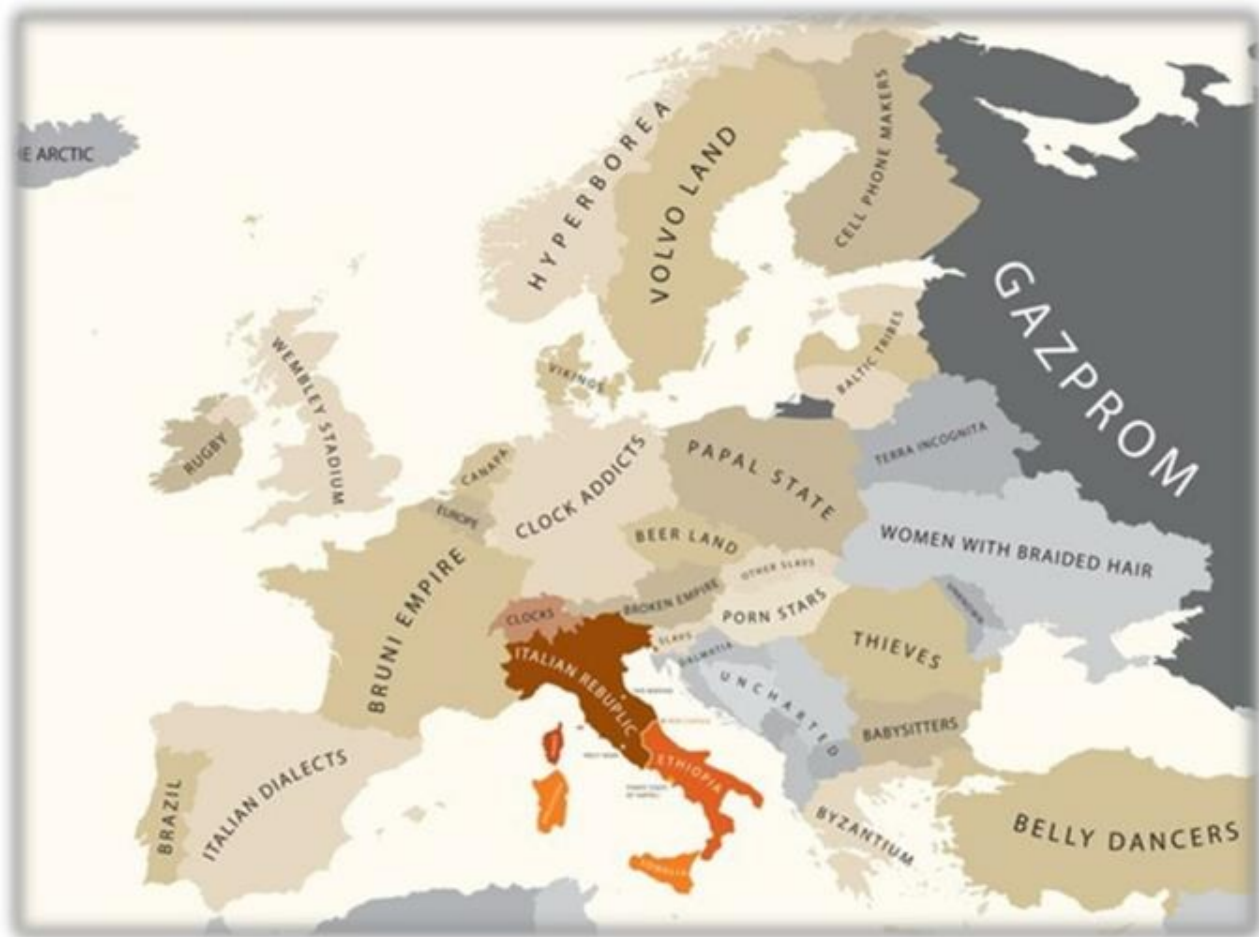 HE ARCTIC
HYPERBOREA
VOLVO LAND
CELL PHONE MAKERS
GAZPROM
VIKINGS
BALTIC TRIBES
WEMBLEY STADIUM
RUGBY
CANAPA
EUROPE
CLOCK ADDICTS
PAPAL STATE
TERRA INCOGNITA
WOMEN WITH BRAIDED HAIR
BEER LAND
OTHER SLAVS
BROKEN EMPIRE
PORN STARS
BRUNI EMPIRE
CLOCKS
ITALIAN REBUPLIC
SLAVS
DALMATIA
UNCHARTED
THIEVES
BABYSITTERS
ETHIOPIA
SOMALIA
BRAZIL
ITALIAN DIALECTS
BYZANTIUM
BELLY DANCERS